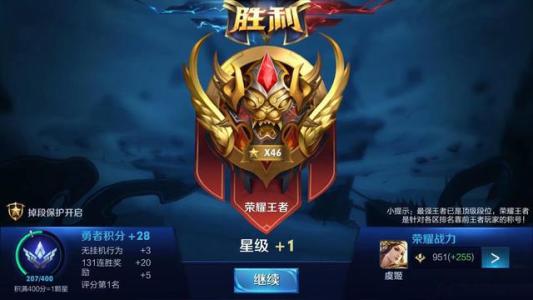 胜利
X46
荣耀王者
掉段保护开启
小提示：最强王者已是顶级段位，荣耀王者
是针对各区排名靠前王者玩家的称号！
勇者积分 +28
无挂机行为 +3
131连胜奖励 +20
评分第1名 +5
207/400
积满400分=1颗星
星级 +1
继续
荣耀战力
951(+255)
虞姬